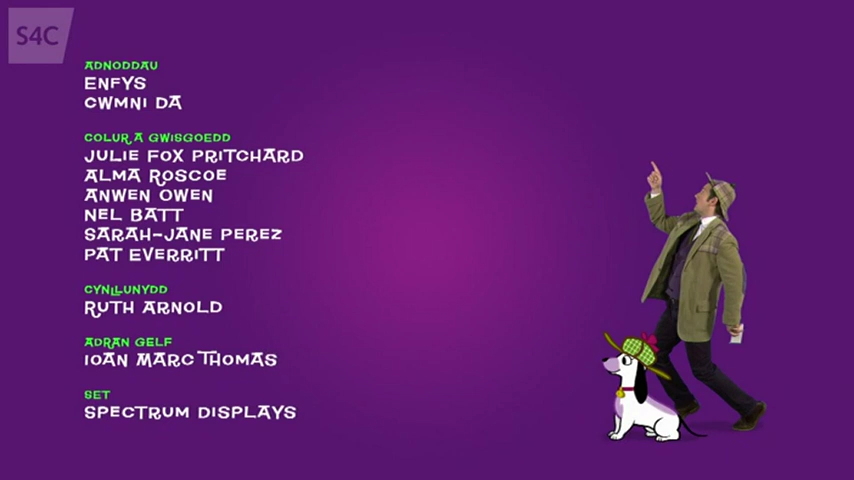 S4C
ADNODDAU
ENFYS
CWMNI DA
COLUR A GWISGOEDD
JULIE FOX PRITCHARD
ALMA ROSCOE
ANWEN OWEN
NEL BATT
SARAH-JANE PEREZ
PAT EVERRITT
CYNLLUNYDD
RUTH ARNOLD
ADRAN GELF
IOAN MARC THOMAS
SET
SPECTRUM DISPLAYS